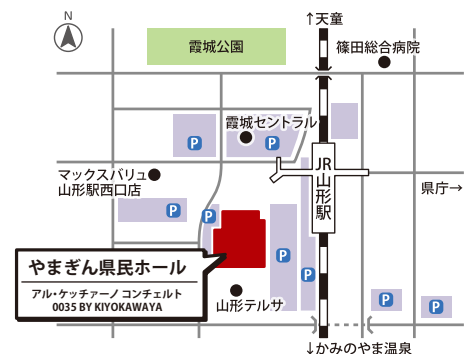 N
↑天童
霞城公園
篠田総合病院
霞城セントラル
P
P
マックスバリュ
山形駅西口店
JR山形駅
県庁→
P
P
P
やまぎん県民ホール
アル・ケッチァーノ コンチェルト
0035 BY KIYOKAWAYA
山形テルサ
P
P
P
↓かみのやま温泉